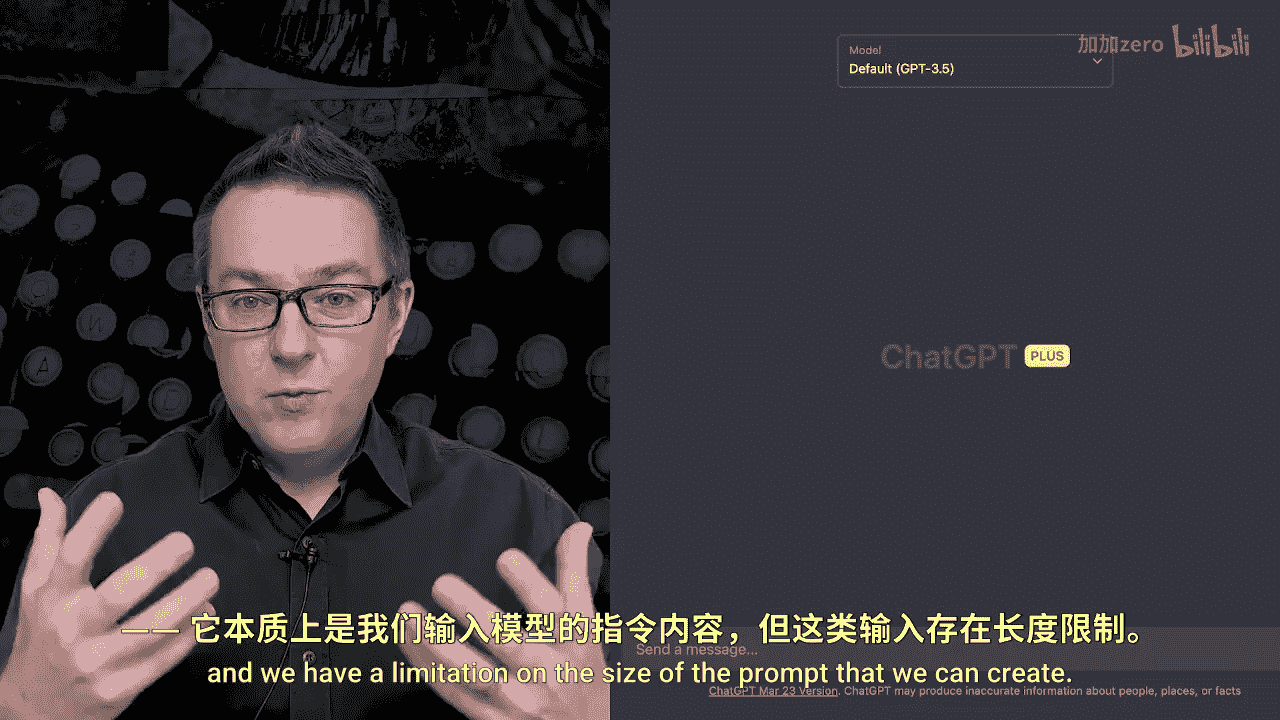 加加zero bilibili
Model
Default (GPT-3.5)
ChatGPT PLUS
—— 它本质上是我们输入模型的指令内容，但这类输入存在长度限制。
Send a message...
and we have a limitation on the size of the prompt that we can create.
ChatGPT Mar 23 Version. ChatGPT may produce inaccurate information about people, places, or facts